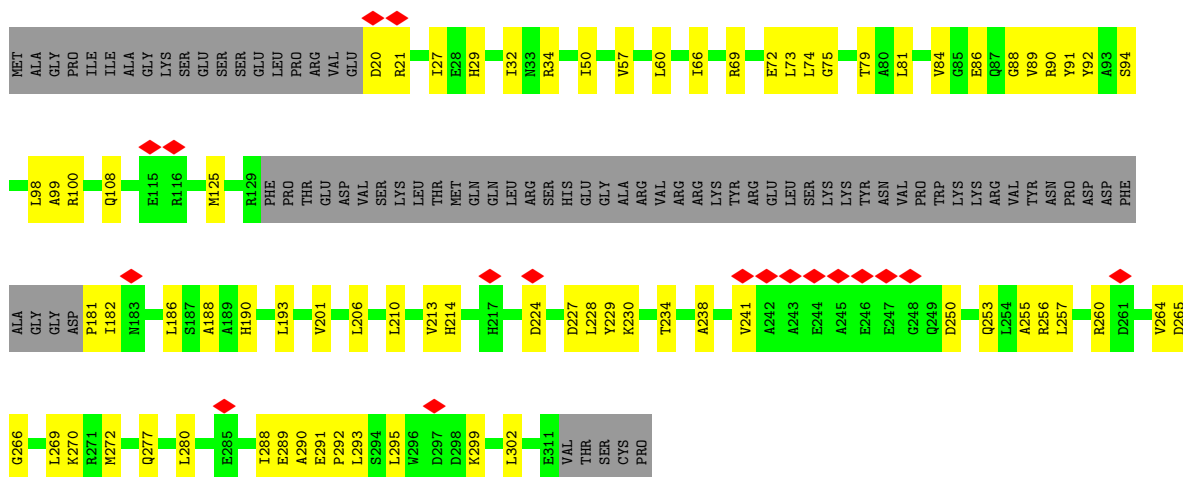 MET ALA GLY PRO ILE ILE ALA GLY LYS SER GLU SER SER GLU LEU PRO ARG VAL GLU D20 R21 I27 E28 H29 I32 N33 R34 I50 V57 L60 I66 R69 E72 L73 L74 G75 T79 A80 L81 V84 G85 E86 Q87 G88 V89 R90 Y91 Y92 A93 S94
L98 A99 R100 Q108 E115 R116 M125 R129 PHE PRO THR GLU ASP VAL SER LYS LEU THR MET GLN GLN LEU ARG SER HIS GLU GLY ALA ARG VAL ARG ARG LYS TYR ARG GLU LEU SER LYS LYS TYR ASN VAL PRO TRP LYS LYS ARG VAL TYR ASN PRO ASP ASP PHE
ALA GLY GLY ASP P181 I182 N183 L186 S187 A188 A189 H190 L193 V201 L206 L210 V213 H214 H217 D224 D227 L228 Y229 K230 T234 A238 V241 A242 A243 E244 A245 E246 E247 G248 Q249 D250 Q253 L254 A255 R256 L257 R260 D261 V264 D265
G266 L269 K270 R271 M272 Q277 L280 E285 I288 E289 A290 E291 P292 L293 S294 L295 W296 D297 D298 K299 L302 E311 VAL THR SER CYS PRO